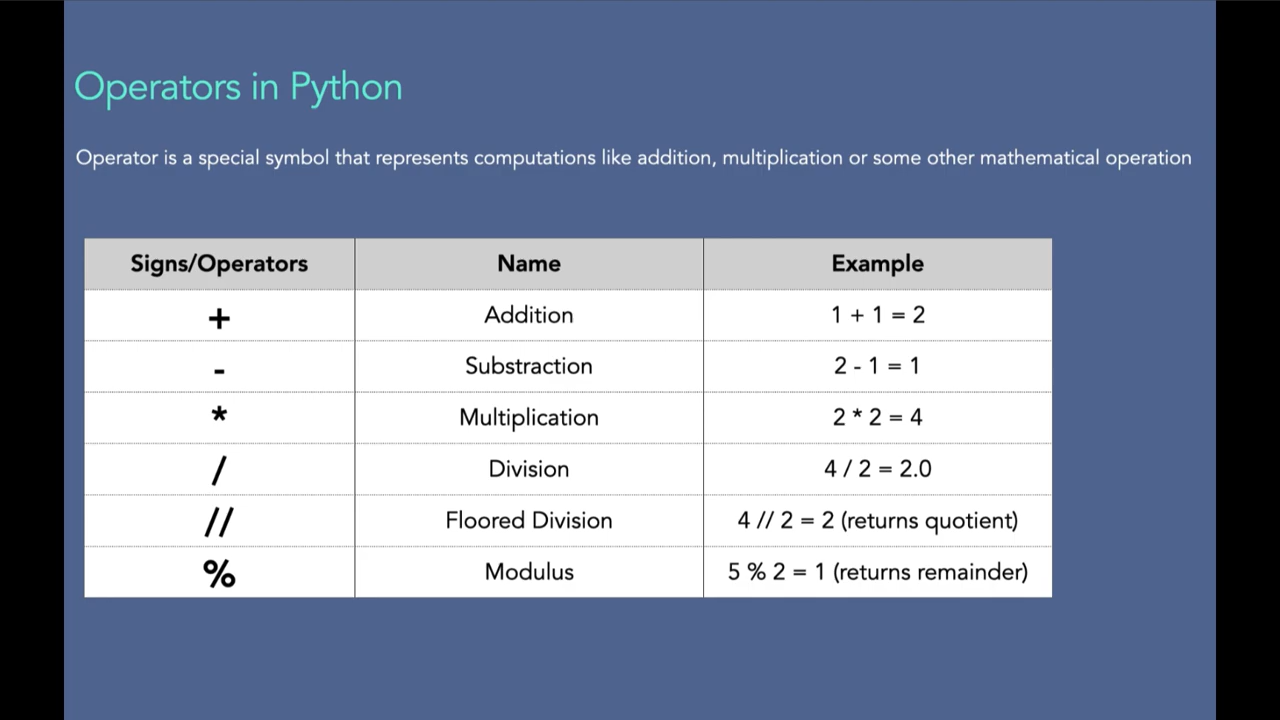 Operators in Python
Operator is a special symbol that represents computations like addition, multiplication or some other mathematical operation
Signs/Operators Name Example
+ Addition 1 + 1 = 2
- Substraction 2 - 1 = 1
* Multiplication 2 * 2 = 4
/ Division 4 / 2 = 2.0
// Floored Division 4 // 2 = 2 (returns quotient)
% Modulus 5 % 2 = 1 (returns remainder)